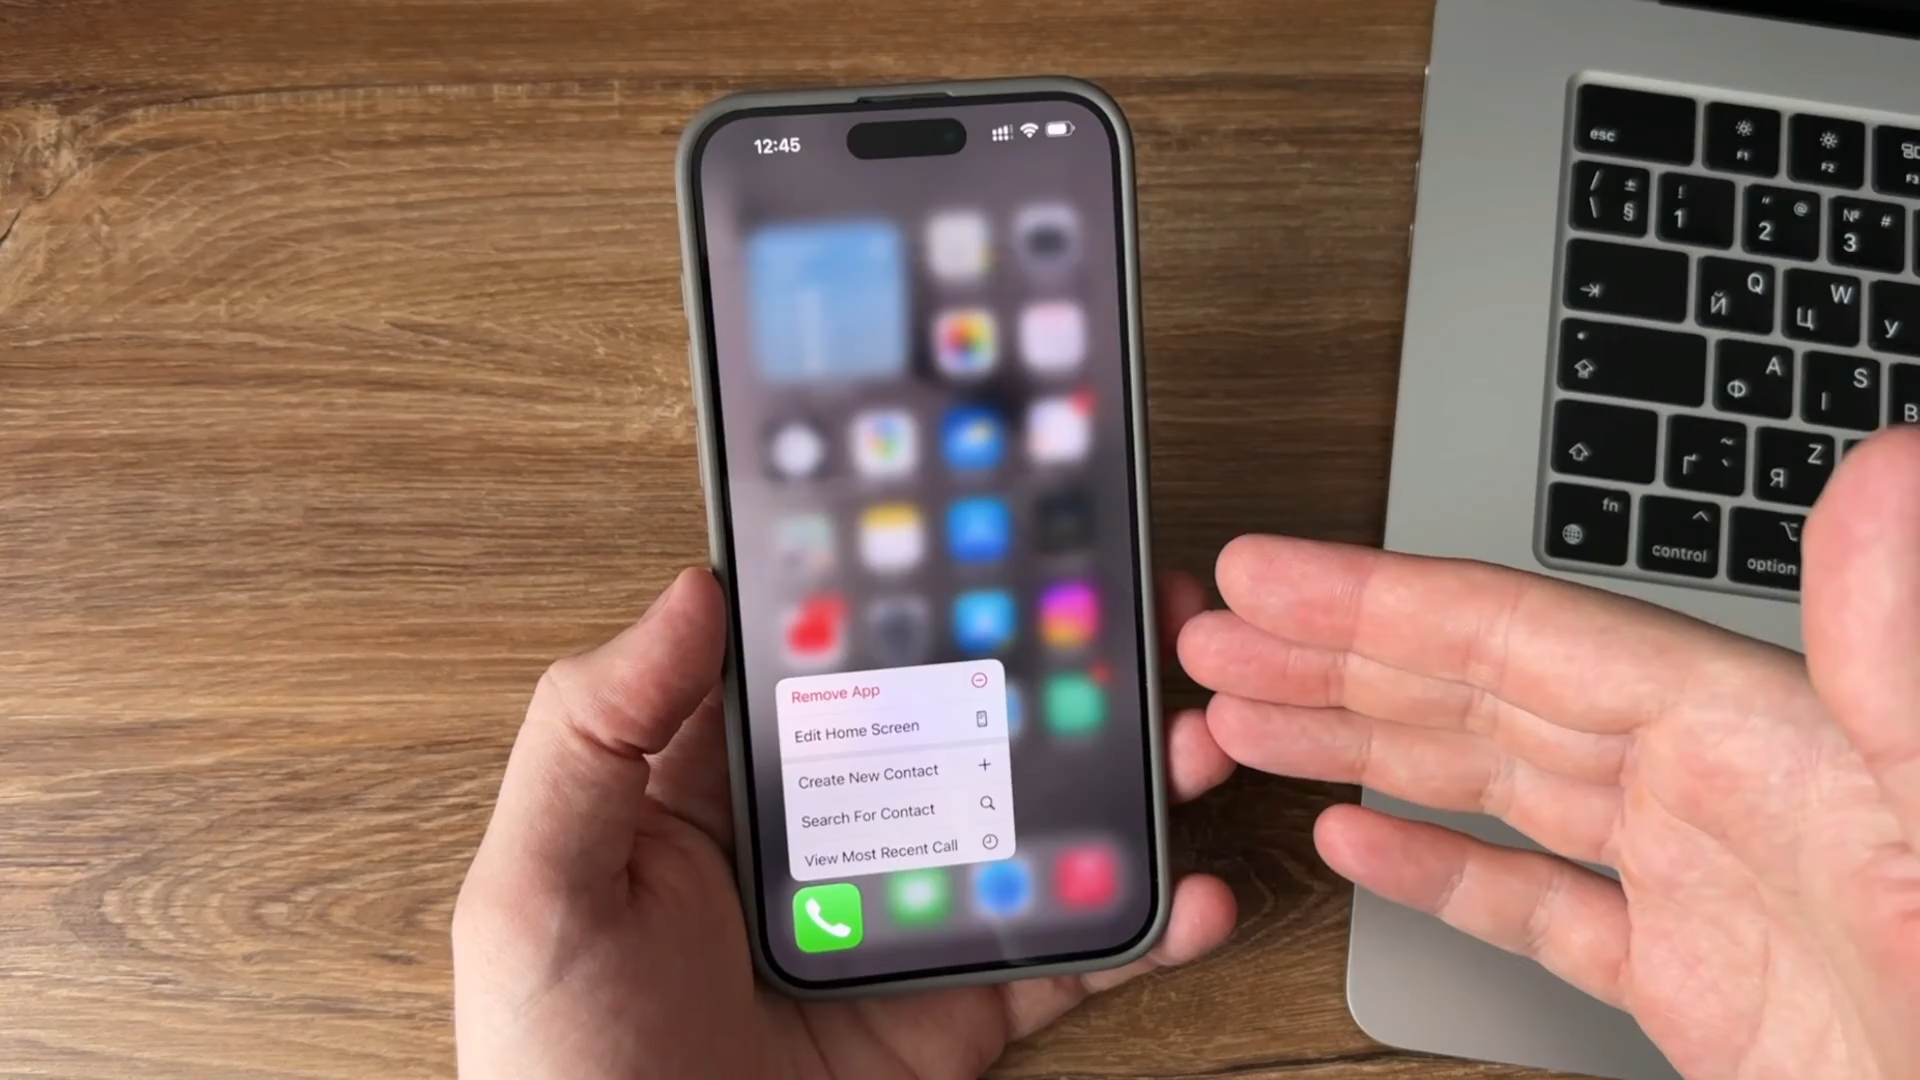 12:45
Remove App
Edit Home Screen
Create New Contact
Search For Contact
View Most Recent Call
esc
F1
F2
F3
/ ±
\ §
!
1
" @
2
№ #
3
Q
Й
W
Ц
У
A
Ф
S
І
В
~
Ґ `
Z
Я
fn
control
option